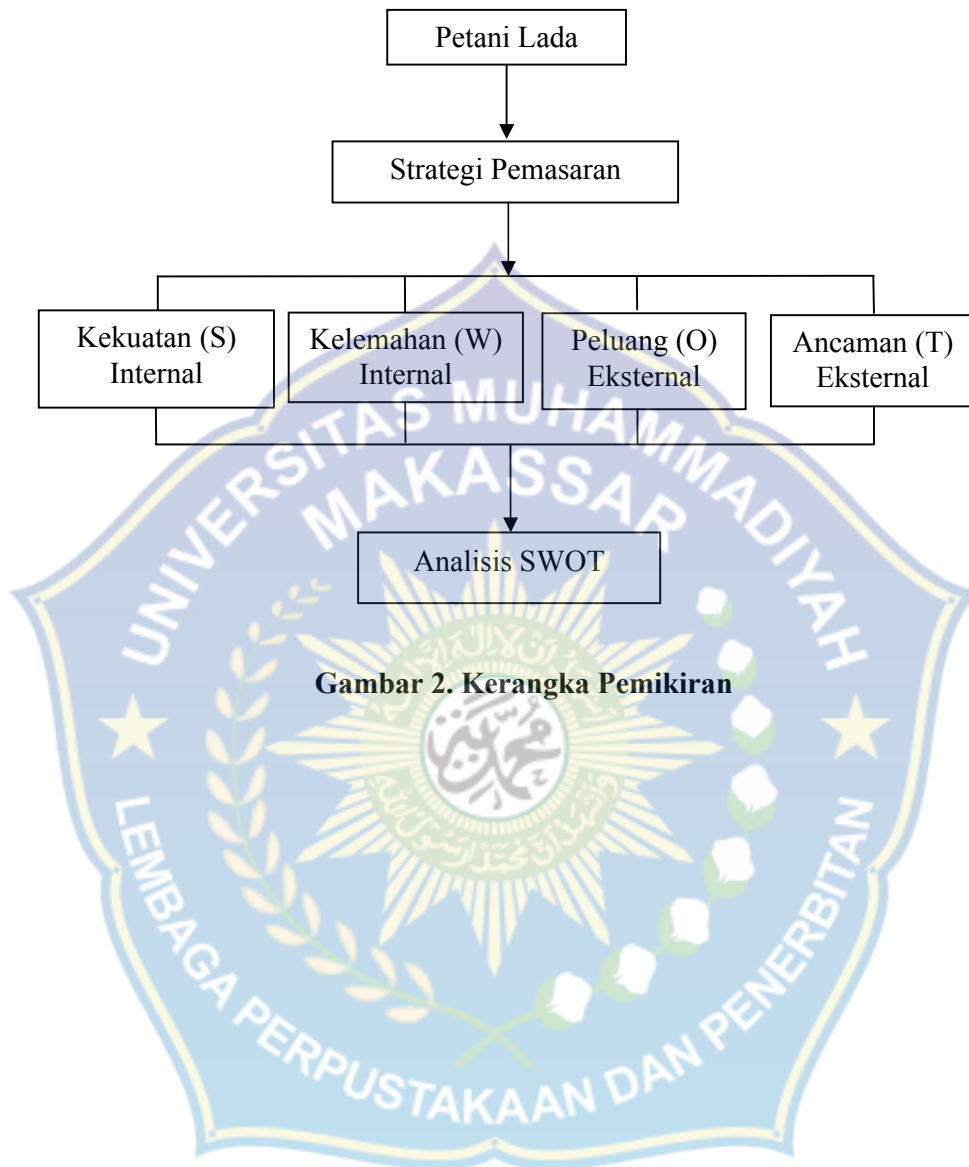 Petani Lada
Strategi Pemasaran
Kekuatan (S)
Internal
Kelemahan (W)
Internal
Peluang (O)
Eksternal
Ancaman (T)
Eksternal
Analisis SWOT
Gambar 2. Kerangka Pemikiran
UNIVERSITAS MUHAMMADIYAH
MAKASSAR
LEMBAGA PERPUSTAKAAN DAN PENERBITAN